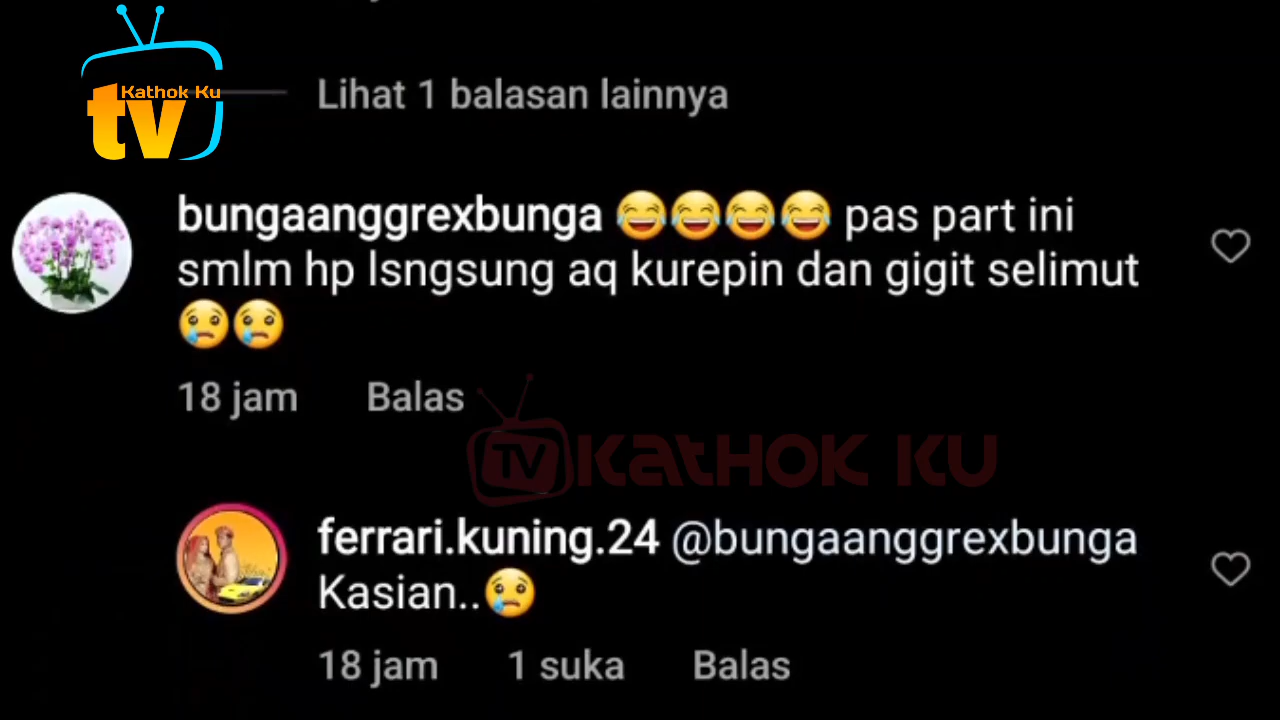 Kathok Ku
tv
Lihat 1 balasan lainnya
bungaanggrexbunga 😂😂😂😂 pas part ini
smlm hp lsngsung aq kurepin dan gigit selimut
😢😢
18 jam Balas
TV KATHOK KU
ferrari.kuning.24 @bungaanggrexbunga
Kasian..😢
18 jam 1 suka Balas